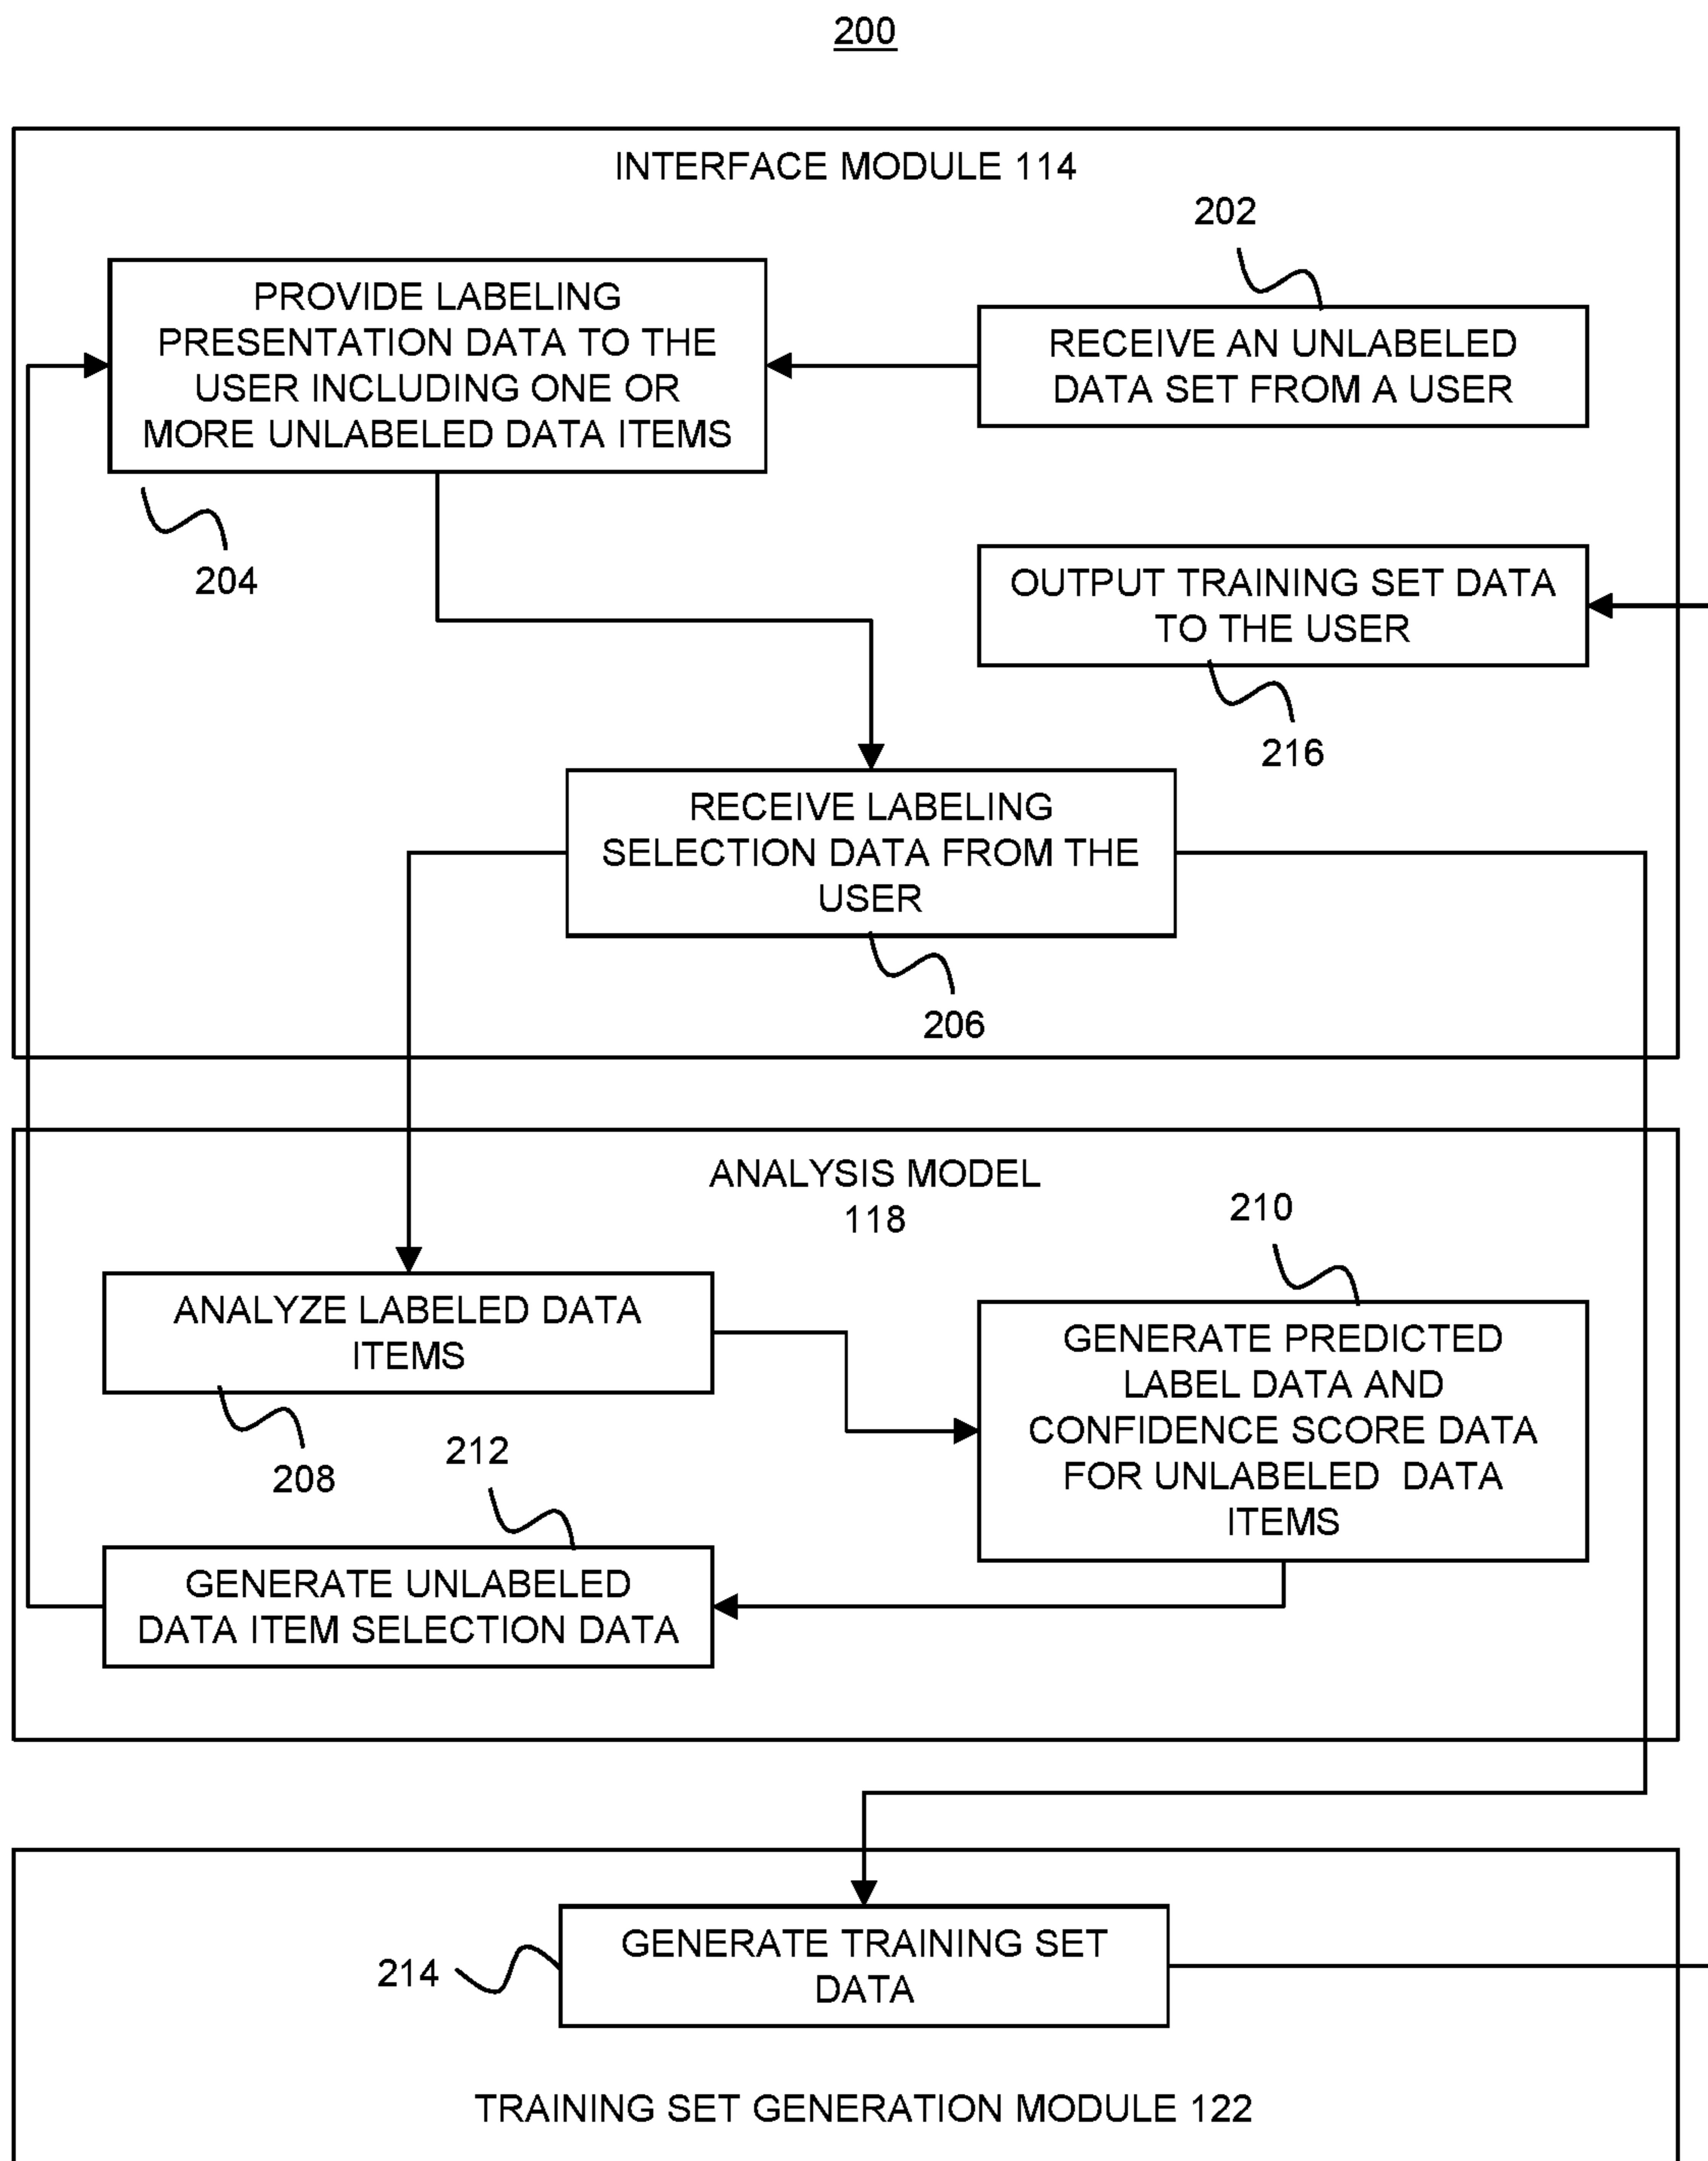 200
INTERFACE MODULE 114
202
PROVIDE LABELING
PRESENTATION DATA TO THE
USER INCLUDING ONE OR
MORE UNLABELED DATA ITEMS
204
RECEIVE AN UNLABELED
DATA SET FROM A USER
OUTPUT TRAINING SET DATA
TO THE USER
216
RECEIVE LABELING
SELECTION DATA FROM THE
USER
206
ANALYSIS MODEL
118
210
ANALYZE LABELED DATA
ITEMS
208
GENERATE PREDICTED
LABEL DATA AND
CONFIDENCE SCORE DATA
FOR UNLABELED DATA
ITEMS
212
GENERATE UNLABELED
DATA ITEM SELECTION DATA
GENERATE TRAINING SET
DATA
214
TRAINING SET GENERATION MODULE 122